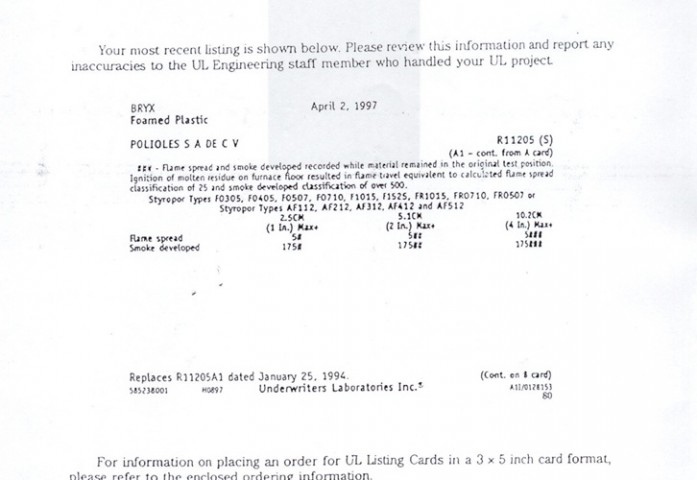 Your most recent listing is shown below. Please review this information and report any
inaccuracies to the UL Engineering staff member who handled your UL project.
BRYX April 2, 1997
Foamed Plastic
POLIOLES S A DE C V R11205 (S)
(A1 - cont. from A card)
- Flame spread and smoke developed recorded while material remained in the original test position.
Ignition of molten residue on furnace floor resulted in flame travel equivalent to calculated flame spread
classification of 25 and smoke developed classification of over 500.
Styropor Types F0305, F0405, F0507, F0710, F1015, F1525, FR1015, FR0710, FR0507 or
Styropor Types AF112, AF212, AF312, AF412 and AF512
2.5CM 5.1CM 10.2CM
(1 In.) Max+ (2 In.) Max+ (4 In.) Max+
Flame spread 5# 5## 5###
Smoke developed 175# 175## 175###
Replaces R11205A1 dated January 25, 1994. (Cont. on B card)
585238001 H0897 Underwriters Laboratories Inc.® A11/0128153
80
For information on placing an order for UL Listing Cards in a 3 × 5 inch card format,
please refer to the enclosed ordering information.